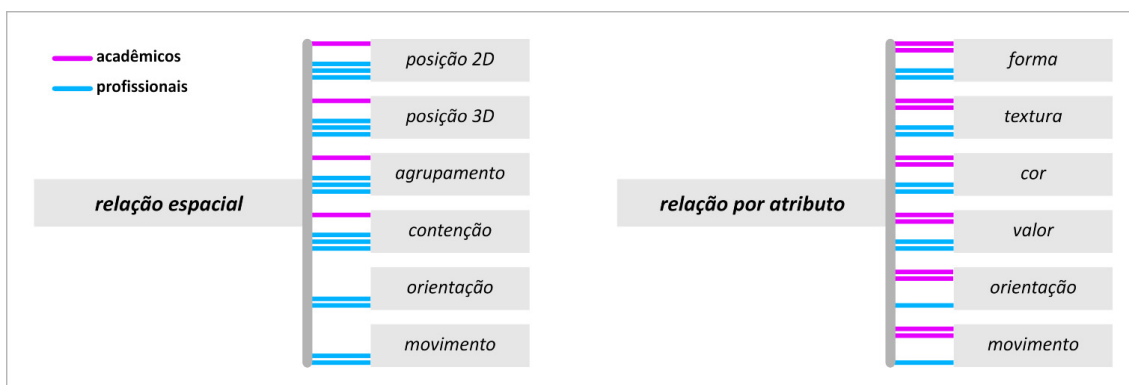 acadêmicos
profissionais
relação espacial
posição 2D
posição 3D
agrupamento
contenção
orientação
movimento
relação por atributo
forma
textura
cor
valor
orientação
movimento